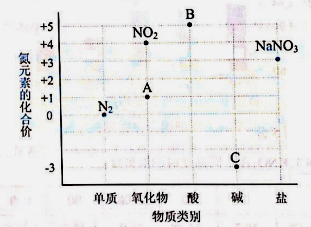 氮元素的化合价
+5
+4
+3
+2
+1
0
-3
B
NO₂
NaNO₃
A
N₂
C
单质 氧化物 酸 碱 盐
物质类别